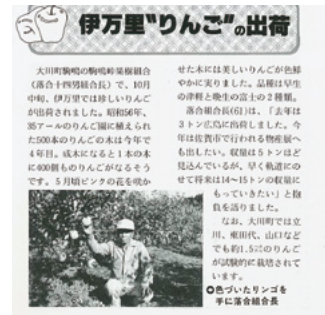 伊万里"りんご"の出荷
大川町駒鳴の駒鳴峠果樹組合
(落合十四男組合長)で、10月
中旬、伊万里では珍しいりんご
が出荷されました。昭和56年、
35アールのりんご園に植えられ
た500本のりんごの木は今年で
4年目。成木になると1本の木
に400個ものりんごがなるそう
です。5月頃ピンクの花を咲か
せた木には美しいりんごが色鮮
やかに実りました。品種は早生
の津軽と晩生の富士の2種類。
落合組合長(61)は、「去年は
3トン広島に出荷しました。今
年は佐賀市で行われる物産展へ
も出したい。収量は5トンほど
見込んでいるが、早く軌道にの
せて将来は14〜15トンの収量に
もっていきたい」と抱
負を語りました。
なお、大川町では立
川、東田代、山口など
でも約1.5ヘクタールのりんご
が試験的に栽培されて
います。
✪色づいたリンゴを
手に落合組合長